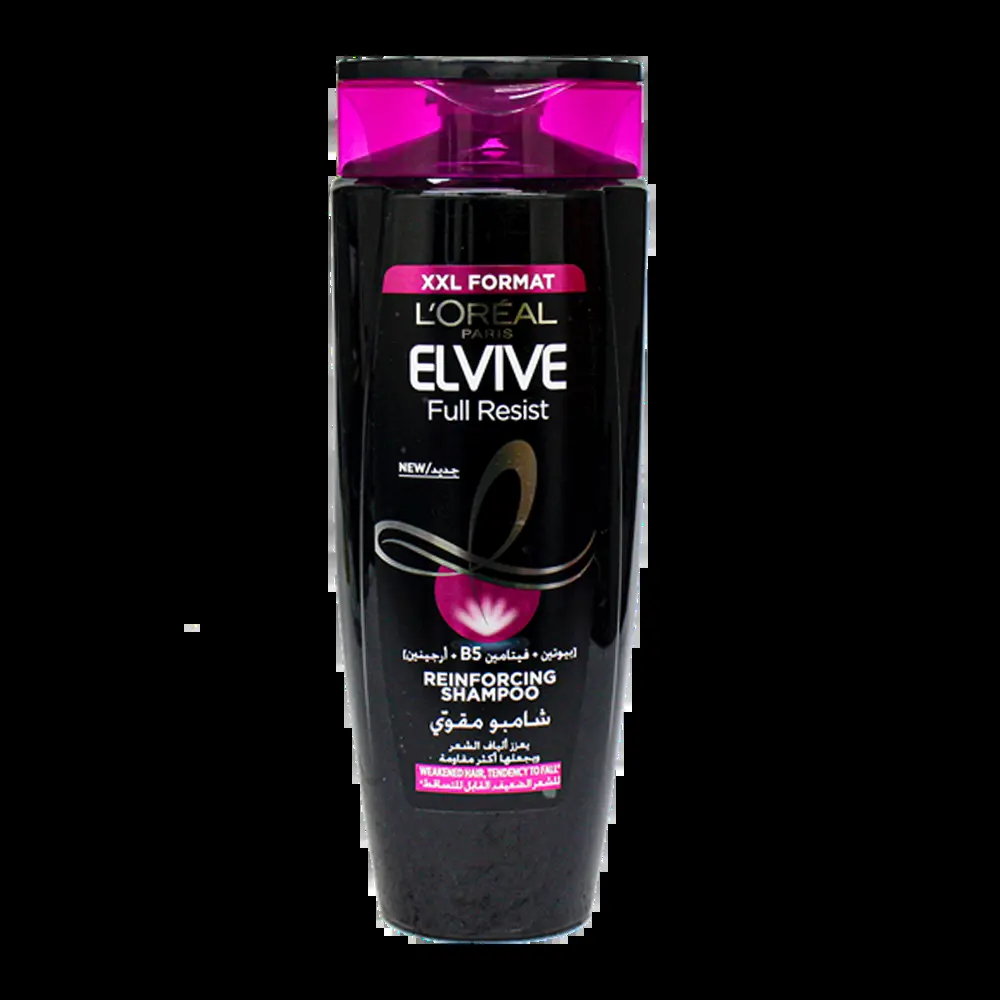 XXL FORMAT
L'ORÉAL
PARIS
ELVIVE
Full Resist
NEW/جديد
[بيوتين + فيتامين B5 + أرجينين]
REINFORCING
SHAMPOO
شامبو مقوّي
يعزز ألياف الشعر
ويجعلها أكثر مقاومة
WEAKENED HAIR, TENDENCY TO FALL*
للشعر الضعيف، القابل للتساقط*